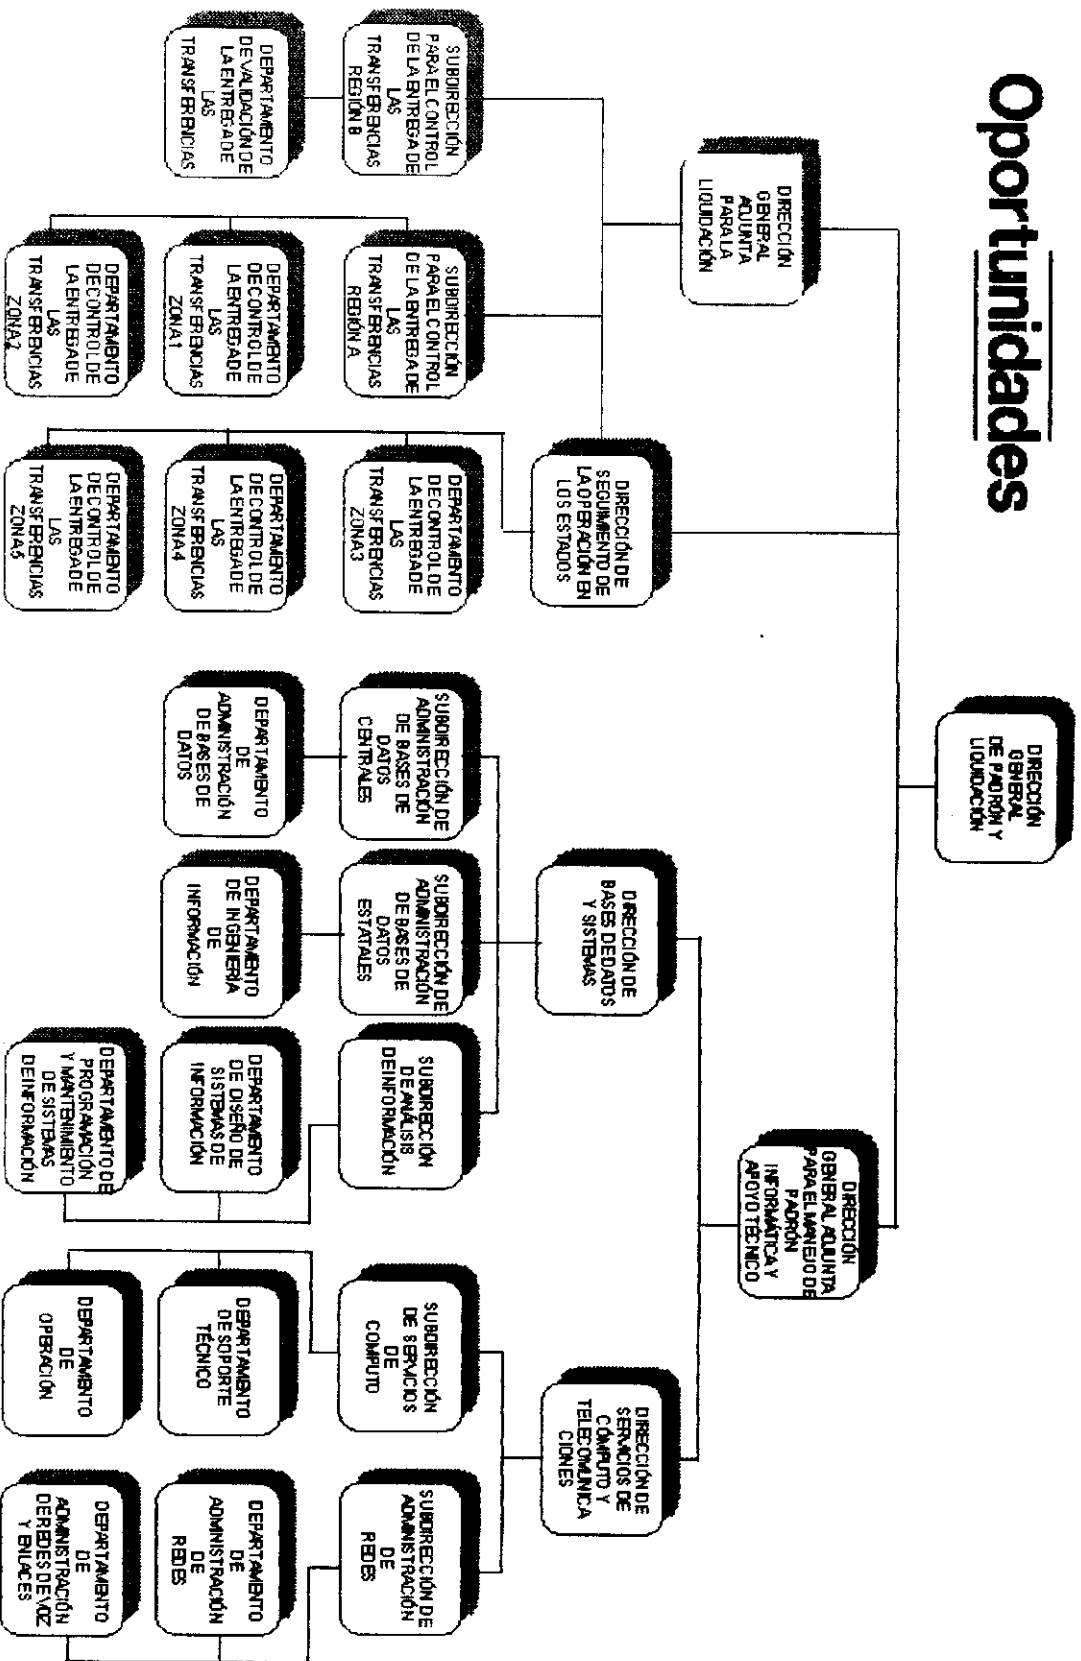 Oportunidades
DIRECCIÓN
GENERAL
DE PADRÓN Y
LIQUIDACIÓN
DIRECCIÓN
GENERAL
ADJUNTA
PARA LA
LIQUIDACIÓN
DIRECCIÓN
GENERAL ADJUNTA
PARA EL MANEJO DE
PADRÓN
INFORMÁTICA Y
APOYO TÉCNICO
DIRECCIÓN DE
SEGUIMIENTO DE
LA OPERACIÓN EN
LOS ESTADOS
DIRECCIÓN DE
BASES DE DATOS
Y SISTEMAS
DIRECCIÓN DE
SERVICIOS DE
CÓMPUTO Y
TELECOMUNICA
CIONES
SUBDIRECCIÓN
PARA EL CONTROL
DE LA ENTREGA DE
LAS
TRANSFERENCIAS
REGIÓN B
SUBDIRECCIÓN
PARA EL CONTROL
DE LA ENTREGA DE
LAS
TRANSFERENCIAS
REGIÓN A
DEPARTAMENTO
DE CONTROL DE
LA ENTREGA DE
LAS
TRANSFERENCIAS
ZONA 3
SUBDIRECCIÓN DE
ADMINISTRACIÓN
DE BASES DE
DATOS
CENTRALES
SUBDIRECCIÓN DE
ADMINISTRACIÓN
DE BASES DE
DATOS
ESTATALES
SUBDIRECCIÓN
DE ANÁLISIS
DE INFORMACIÓN
SUBDIRECCIÓN
DE SERVICIOS
DE
COMPUTO
SUBDIRECCIÓN DE
ADMINISTRACIÓN
DE
REDES
DEPARTAMENTO
DE VALIDACIÓN DE
LA ENTREGA DE
LAS
TRANSFERENCIAS
DEPARTAMENTO
DE CONTROL DE
LA ENTREGA DE
LAS
TRANSFERENCIAS
ZONA 1
DEPARTAMENTO
DE CONTROL DE
LA ENTREGA DE
LAS
TRANSFERENCIAS
ZONA 4
DEPARTAMENTO
DE
ADMINISTRACIÓN
DE BASES DE
DATOS
DEPARTAMENTO
DE INGENIERÍA
DE
INFORMACIÓN
DEPARTAMENTO
DE DISEÑO DE
SISTEMAS DE
INFORMACIÓN
DEPARTAMENTO
DE SOPORTE
TÉCNICO
DEPARTAMENTO
DE
ADMINISTRACIÓN
DE
REDES
DEPARTAMENTO
DE CONTROL DE
LA ENTREGA DE
LAS
TRANSFERENCIAS
ZONA 2
DEPARTAMENTO
DE CONTROL DE
LA ENTREGA DE
LAS
TRANSFERENCIAS
ZONA 5
DEPARTAMENTO DE
PROGRAMACIÓN
Y MANTENIMIENTO
DE SISTEMAS
DE INFORMACIÓN
DEPARTAMENTO
DE
OPERACIÓN
DEPARTAMENTO
DE
ADMINISTRACIÓN
DE REDES DE VOZ
Y ENLACES